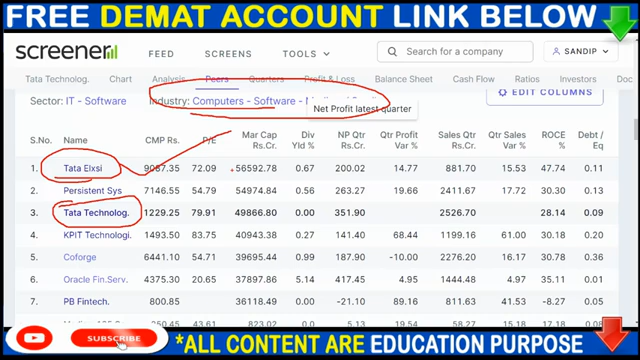 FREE DEMAT ACCOUNT LINK BELOW
screener FEED SCREENS TOOLS Search for a company SANDIP
Tata Technolog. Chart Analysis Peers Quarters Profit & Loss Balance Sheet Cash Flow Ratios Investors Doc
Sector: IT - Software Industry: Computers - Software - EDIT COLUMNS
Net Profit latest quarter
S.No. Name CMP Rs. P/E Mar Cap Rs.Cr. Div Yld % NP Qtr Rs.Cr. Qtr Profit Var % Sales Qtr Rs.Cr. Qtr Sales Var % ROCE % Debt / Eq
1. Tata Elxsi 9087.35 72.09 56592.78 0.67 200.02 14.77 881.70 15.53 47.74 0.11
2. Persistent Sys 7146.55 54.79 54974.84 0.56 263.27 19.66 2411.67 17.72 30.30 0.13
3. Tata Technolog. 1229.25 79.91 49866.80 0.00 351.90 2526.70 28.14 0.09
4. KPIT Technologi. 1493.50 83.75 40943.38 0.27 141.40 68.44 1199.16 61.00 30.18 0.20
5. Coforge 6441.10 54.71 39645.44 0.99 187.90 -10.00 2276.20 16.17 30.78 0.36
6. Oracle Fin.Serv. 4375.30 20.65 37897.86 5.14 417.45 4.95 1444.48 4.97 35.11 0.01
7. PB Fintech. 800.85 36118.49 0.00 -21.10 89.16 811.63 41.53 -8.27 0.05
SUBSCRIBE *ALL CONTENT ARE EDUCATION PURPOSE